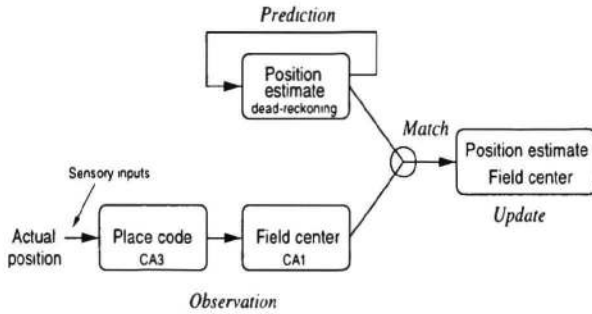 Prediction
Position
estimate
dead-reckoning
Match
Position estimate
Field center
Update
Sensory inputs
Actual
position
Place code
CA3
Field center
CA1
Observation